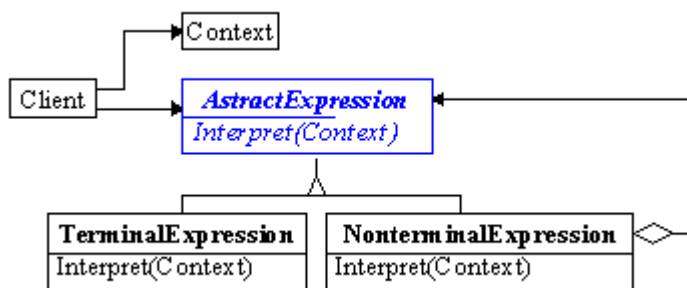 Context
Client
AstractExpression
Interpret(Context)
TerminalExpression
Interpret(Context)
NonterminalExpression
Interpret(Context)